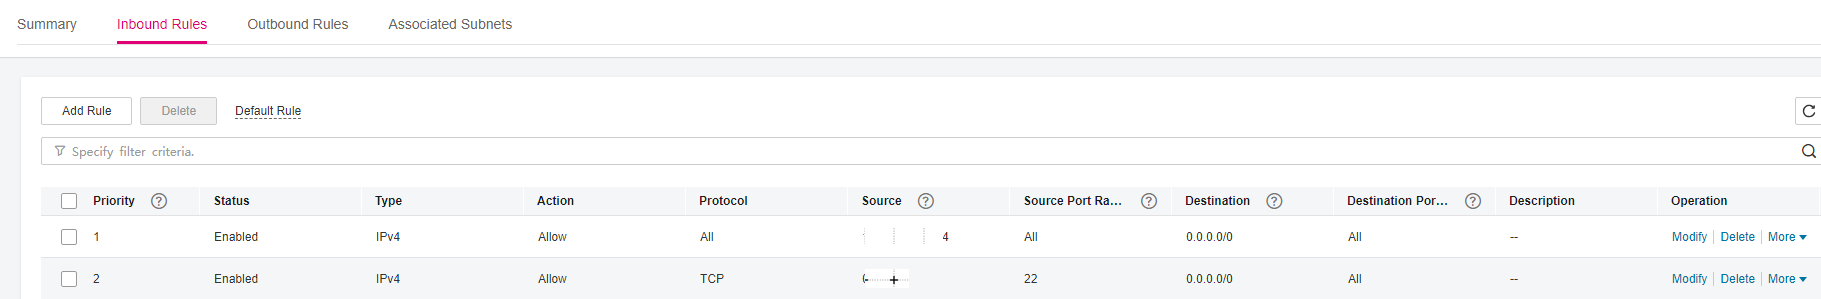 Summary Inbound Rules Outbound Rules Associated Subnets
Add Rule Delete Default Rule
Specify filter criteria.
Priority ? Status Type Action Protocol Source ? Source Port Ra... ? Destination ? Destination Por... ? Description Operation
1 Enabled IPv4 Allow All 4 All 0.0.0.0/0 All -- Modify Delete More
2 Enabled IPv4 Allow TCP 22 0.0.0.0/0 All -- Modify Delete More